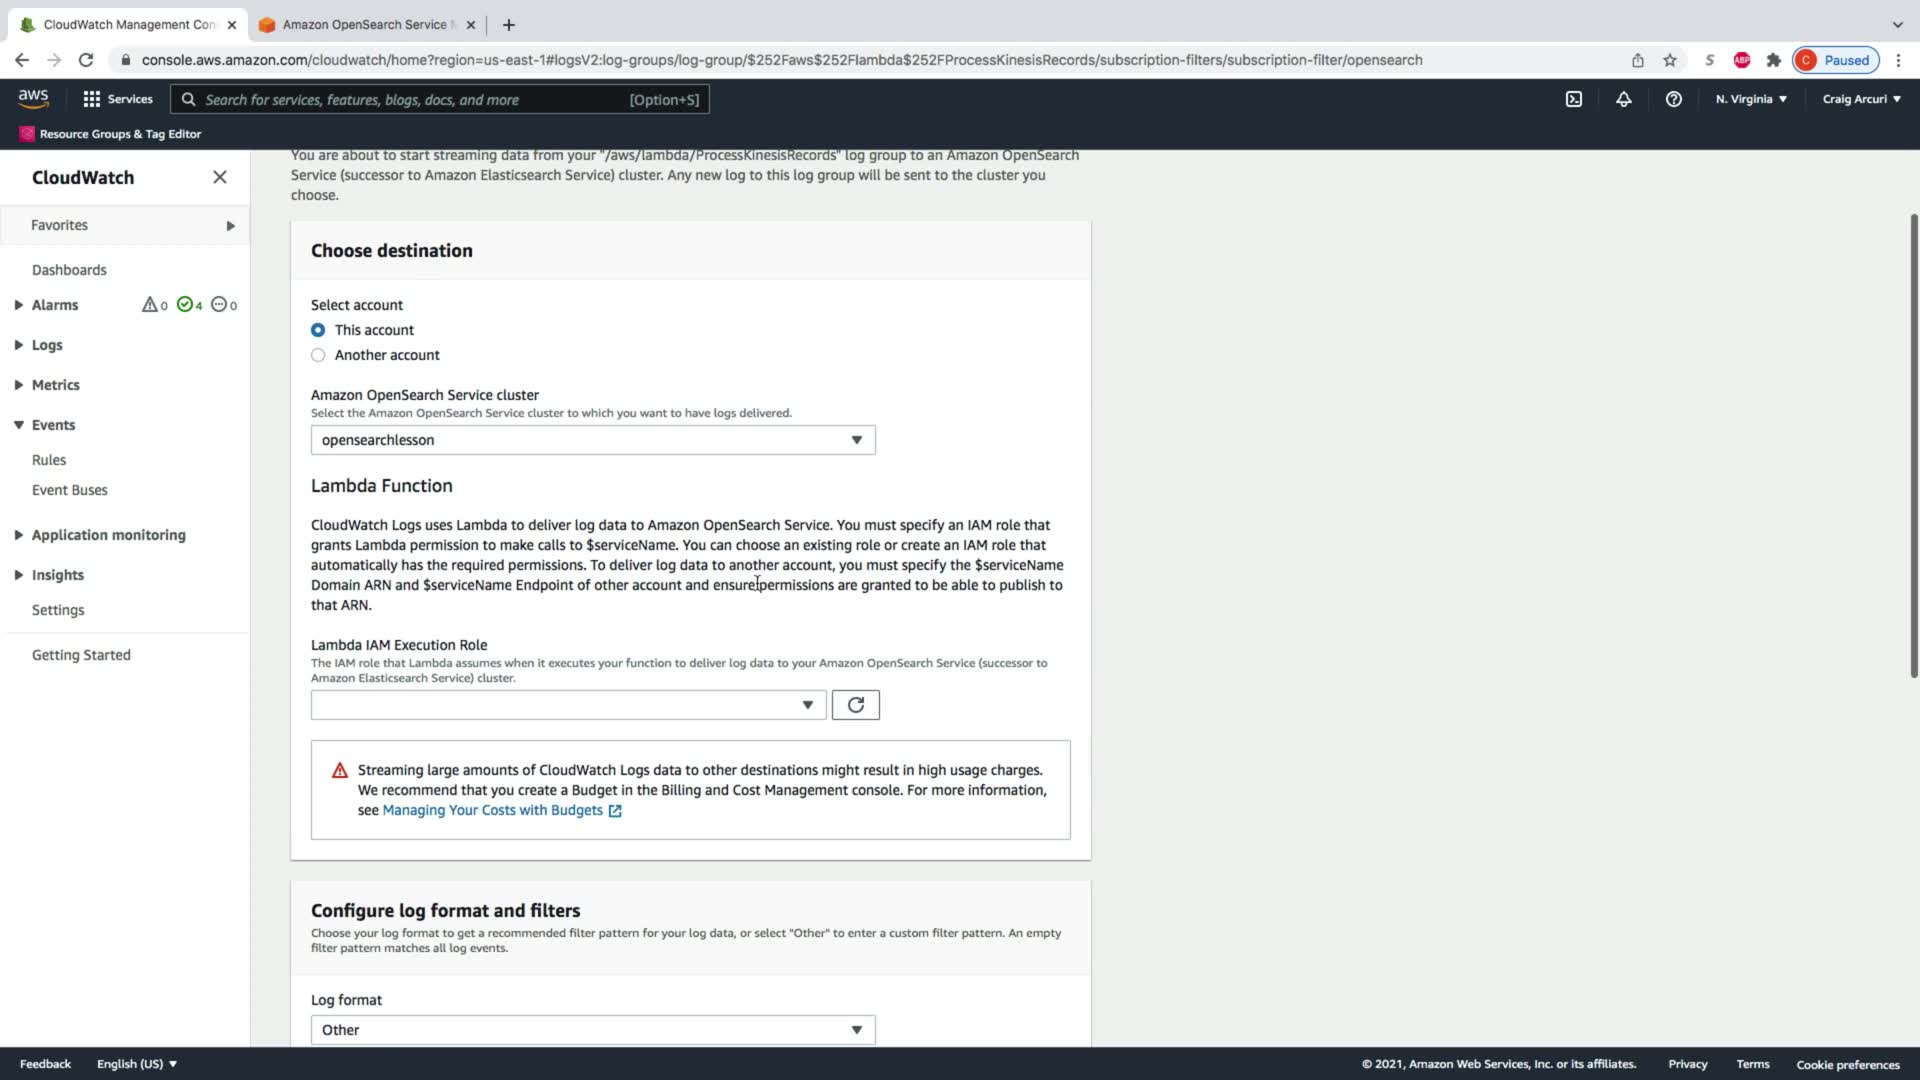 CloudWatch Management Con
Amazon OpenSearch Service M
console.aws.amazon.com/cloudwatch/home?region=us-east-1#logsV2:log-groups/log-group/$252Faws$252Flambda$252FProcessKinesisRecords/subscription-filters/subscription-filter/opensearch
S
ABP
C
Paused
aws
Services
Search for services, features, blogs, docs, and more
[Option+S]
N. Virginia
Craig Arcuri
Resource Groups & Tag Editor
CloudWatch
Favorites
Dashboards
Alarms
0
4
0
Logs
Metrics
Events
Rules
Event Buses
Application monitoring
Insights
Settings
Getting Started
You are about to start streaming data from your "/aws/lambda/ProcessKinesisRecords" log group to an Amazon OpenSearch
Service (successor to Amazon Elasticsearch Service) cluster. Any new log to this log group will be sent to the cluster you
choose.
Choose destination
Select account
This account
Another account
Amazon OpenSearch Service cluster
Select the Amazon OpenSearch Service cluster to which you want to have logs delivered.
opensearchlesson
Lambda Function
CloudWatch Logs uses Lambda to deliver log data to Amazon OpenSearch Service. You must specify an IAM role that
grants Lambda permission to make calls to $serviceName. You can choose an existing role or create an IAM role that
automatically has the required permissions. To deliver log data to another account, you must specify the $serviceName
Domain ARN and $serviceName Endpoint of other account and ensure permissions are granted to be able to publish to
that ARN.
Lambda IAM Execution Role
The IAM role that Lambda assumes when it executes your function to deliver log data to your Amazon OpenSearch Service (successor to
Amazon Elasticsearch Service) cluster.
Streaming large amounts of CloudWatch Logs data to other destinations might result in high usage charges.
We recommend that you create a Budget in the Billing and Cost Management console. For more information,
see Managing Your Costs with Budgets
Configure log format and filters
Choose your log format to get a recommended filter pattern for your log data, or select "Other" to enter a custom filter pattern. An empty
filter pattern matches all log events.
Log format
Other
Feedback
English (US)
© 2021, Amazon Web Services, Inc. or its affiliates.
Privacy
Terms
Cookie preferences